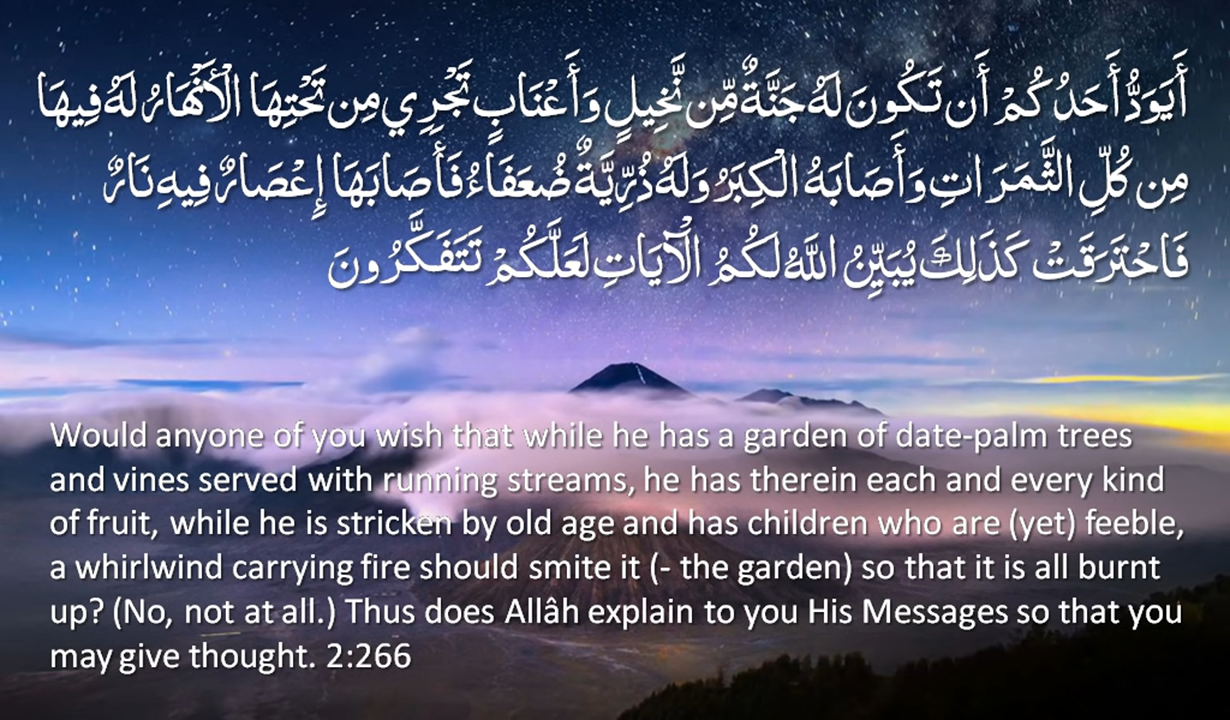 أَيَوَدُّ أَحَدُكُمْ أَن تَكُونَ لَهُ جَنَّةٌ مِّن نَّخِيلٍ وَأَعْنَابٍ تَجْرِي مِن تَحْتِهَا الْأَنْهَارُ لَهُ فِيهَا
مِن كُلِّ الثَّمَرَاتِ وَأَصَابَهُ الْكِبَرُ وَلَهُ ذُرِّيَّةٌ ضُعَفَاءُ فَأَصَابَهَا إِعْصَارٌ فِيهِ نَارٌ
فَاحْتَرَقَتْ كَذَلِكَ يُبَيِّنُ اللَّهُ لَكُمُ الْآيَاتِ لَعَلَّكُمْ تَتَفَكَّرُونَ
Would anyone of you wish that while he has a garden of date-palm trees
and vines served with running streams, he has therein each and every kind
of fruit, while he is stricken by old age and has children who are (yet) feeble,
a whirlwind carrying fire should smite it (- the garden) so that it is all burnt
up? (No, not at all.) Thus does Allâh explain to you His Messages so that you
may give thought. 2:266